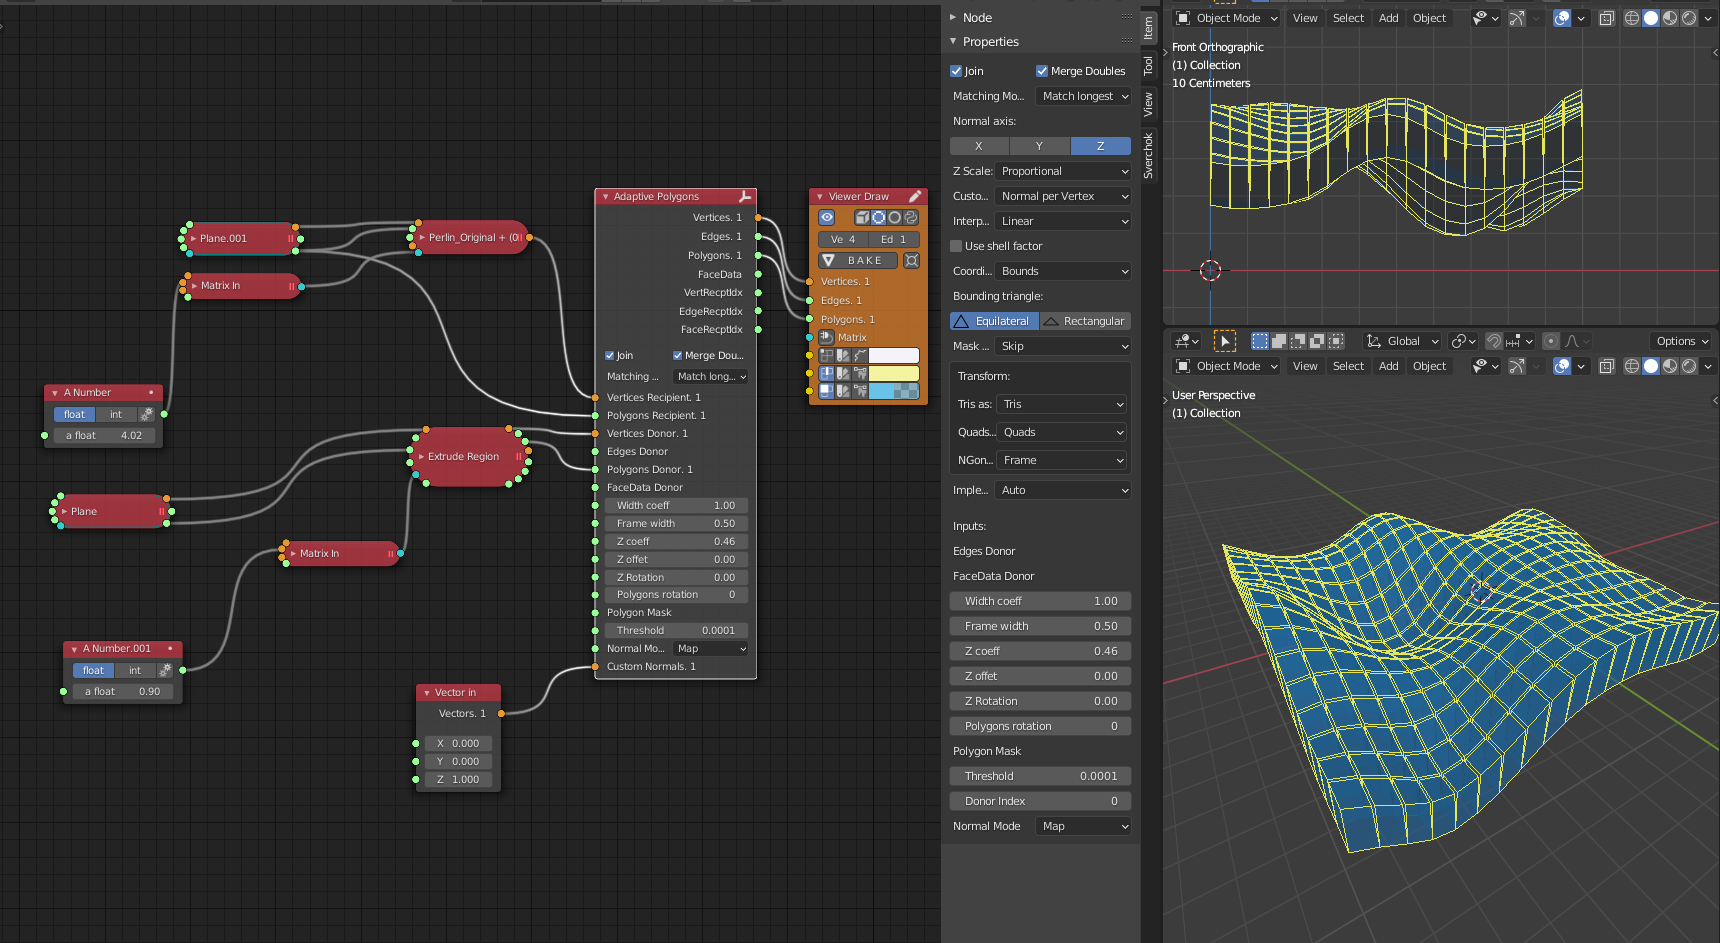 Plane.001
Perlin_Original + (0
Matrix In
A Number
float int
a float 4.02
Extrude Region
Plane
Matrix In
A Number.001
float int
a float 0.90
Vector in
Vectors. 1
X 0.000
Y 0.000
Z 1.000
Adaptive Polygons
Vertices. 1
Edges. 1
Polygons. 1
FaceData
VertRecptIdx
EdgeRecptIdx
FaceRecptIdx
Join Merge Dou...
Matching ... Match long...
Vertices Recipient. 1
Polygons Recipient. 1
Vertices Donor. 1
Edges Donor
Polygons Donor. 1
FaceData Donor
Width coeff 1.00
Frame width 0.50
Z coeff 0.46
Z offet 0.00
Z Rotation 0.00
Polygons rotation 0
Polygon Mask
Threshold 0.0001
Normal Mo... Map
Custom Normals. 1
Viewer Draw
Ve 4 Ed 1
BAKE
Vertices. 1
Edges. 1
Polygons. 1
Matrix
Node
Properties
Join Merge Doubles
Matching Mo... Match longest
Normal axis:
X Y Z
Z Scale: Proportional
Custo... Normal per Vertex
Interp... Linear
Use shell factor
Coordi... Bounds
Bounding triangle:
Equilateral Rectangular
Mask ... Skip
Transform:
Tris as: Tris
Quads... Quads
NGon... Frame
Imple... Auto
Inputs:
Edges Donor
FaceData Donor
Width coeff 1.00
Frame width 0.50
Z coeff 0.46
Z offet 0.00
Z Rotation 0.00
Polygons rotation 0
Polygon Mask
Threshold 0.0001
Donor Index 0
Normal Mode Map
Item
Tool
View
Sverchok
Object Mode View Select Add Object
Front Orthographic
(1) Collection
10 Centimeters
Global Options
Object Mode View Select Add Object
User Perspective
(1) Collection